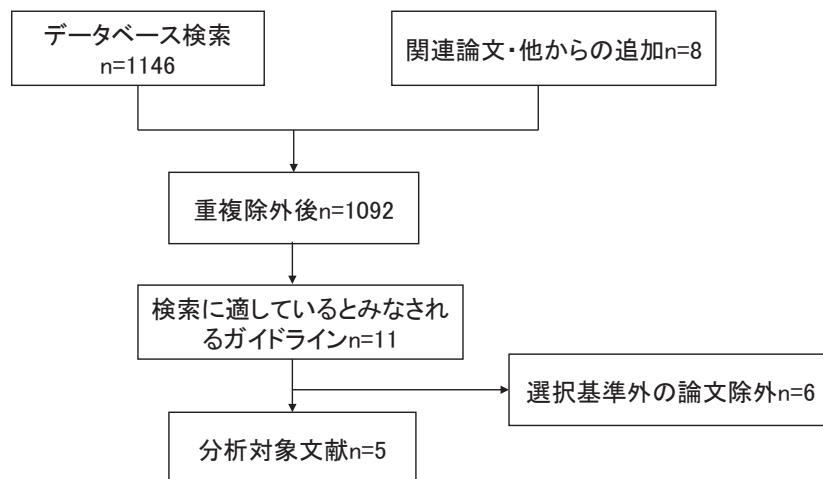 データベース検索
n=1146
関連論文・他からの追加n=8
重複除外後n=1092
検索に適しているとみなされ
るガイドラインn=11
選択基準外の論文除外n=6
分析対象文献n=5